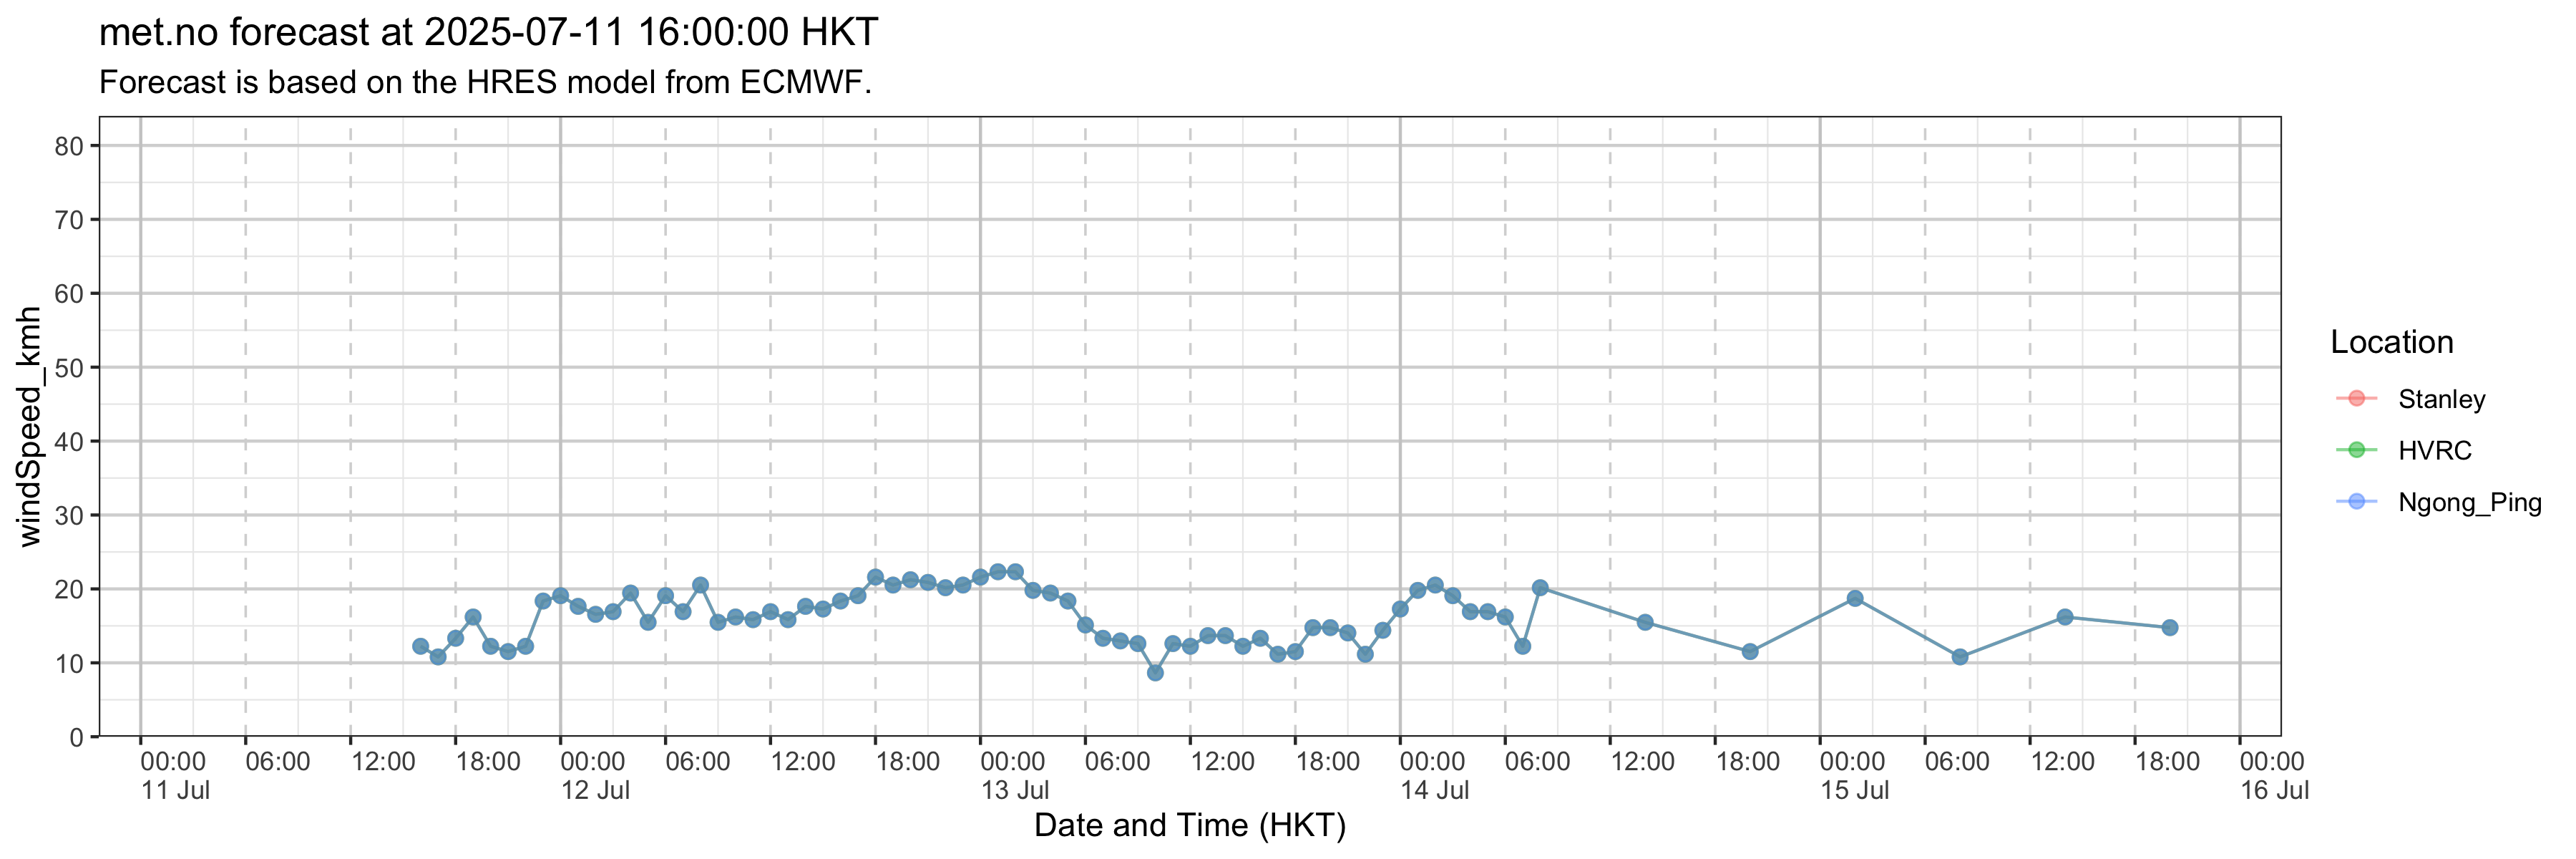 met.no forecast at 2025-07-11 16:00:00 HKT
Forecast is based on the HRES model from ECMWF.
windSpeed_kmh
80
70
60
50
40
30
20
10
0
00:00 06:00 12:00 18:00 00:00 06:00 12:00 18:00 00:00 06:00 12:00 18:00 00:00 06:00 12:00 18:00 00:00 06:00 12:00 18:00 00:00
11 Jul 12 Jul 13 Jul 14 Jul 15 Jul 16 Jul
Date and Time (HKT)
Location
Stanley
HVRC
Ngong_Ping